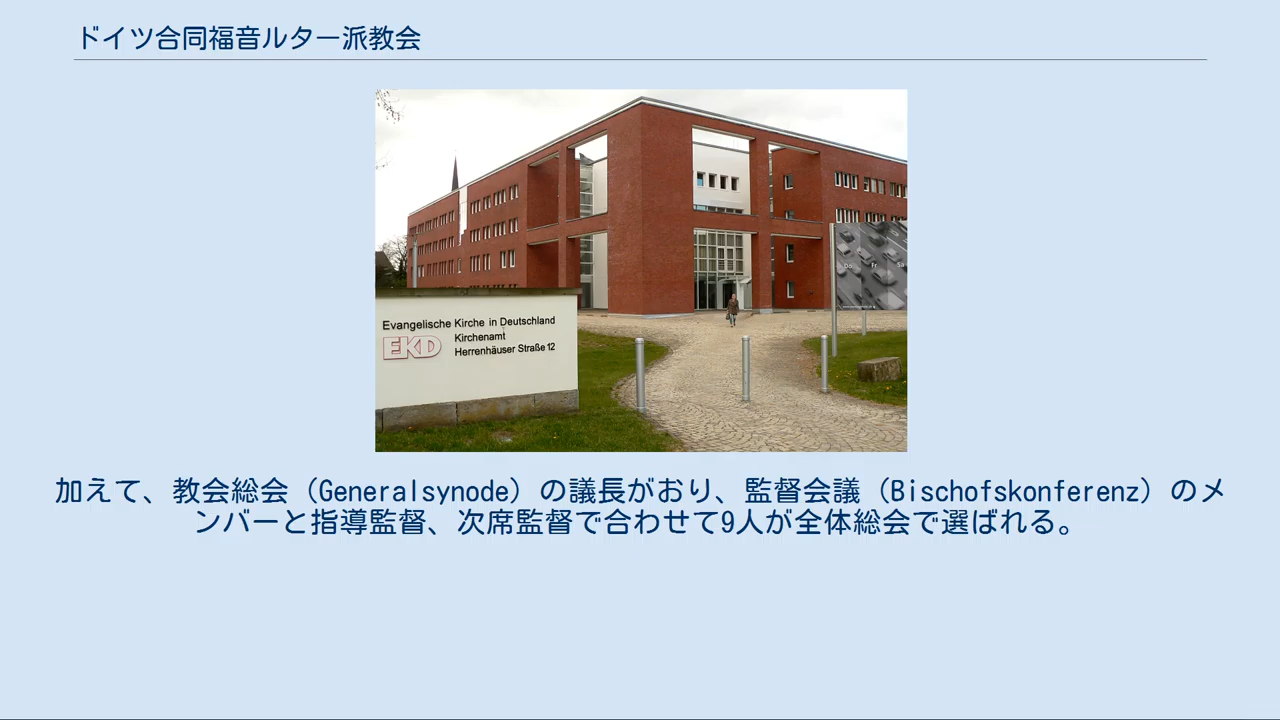 ドイツ合同福音ルター派教会
Evangelische Kirche in Deutschland
EKD
Kirchenamt
Herrenhäuser Straße 12
Do Fr Sa
加えて、教会総会（Generalsynode）の議長がおり、監督会議（Bischofskonferenz）のメ
ンバーと指導監督、次席監督で合わせて9人が全体総会で選ばれる。